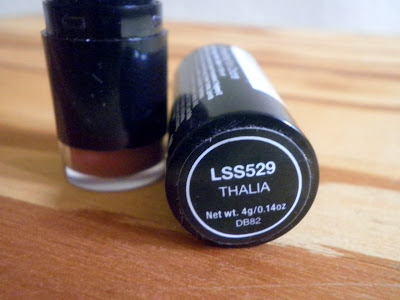 LSS529
THALIA
Net wt. 4g/0.14oz
DB82